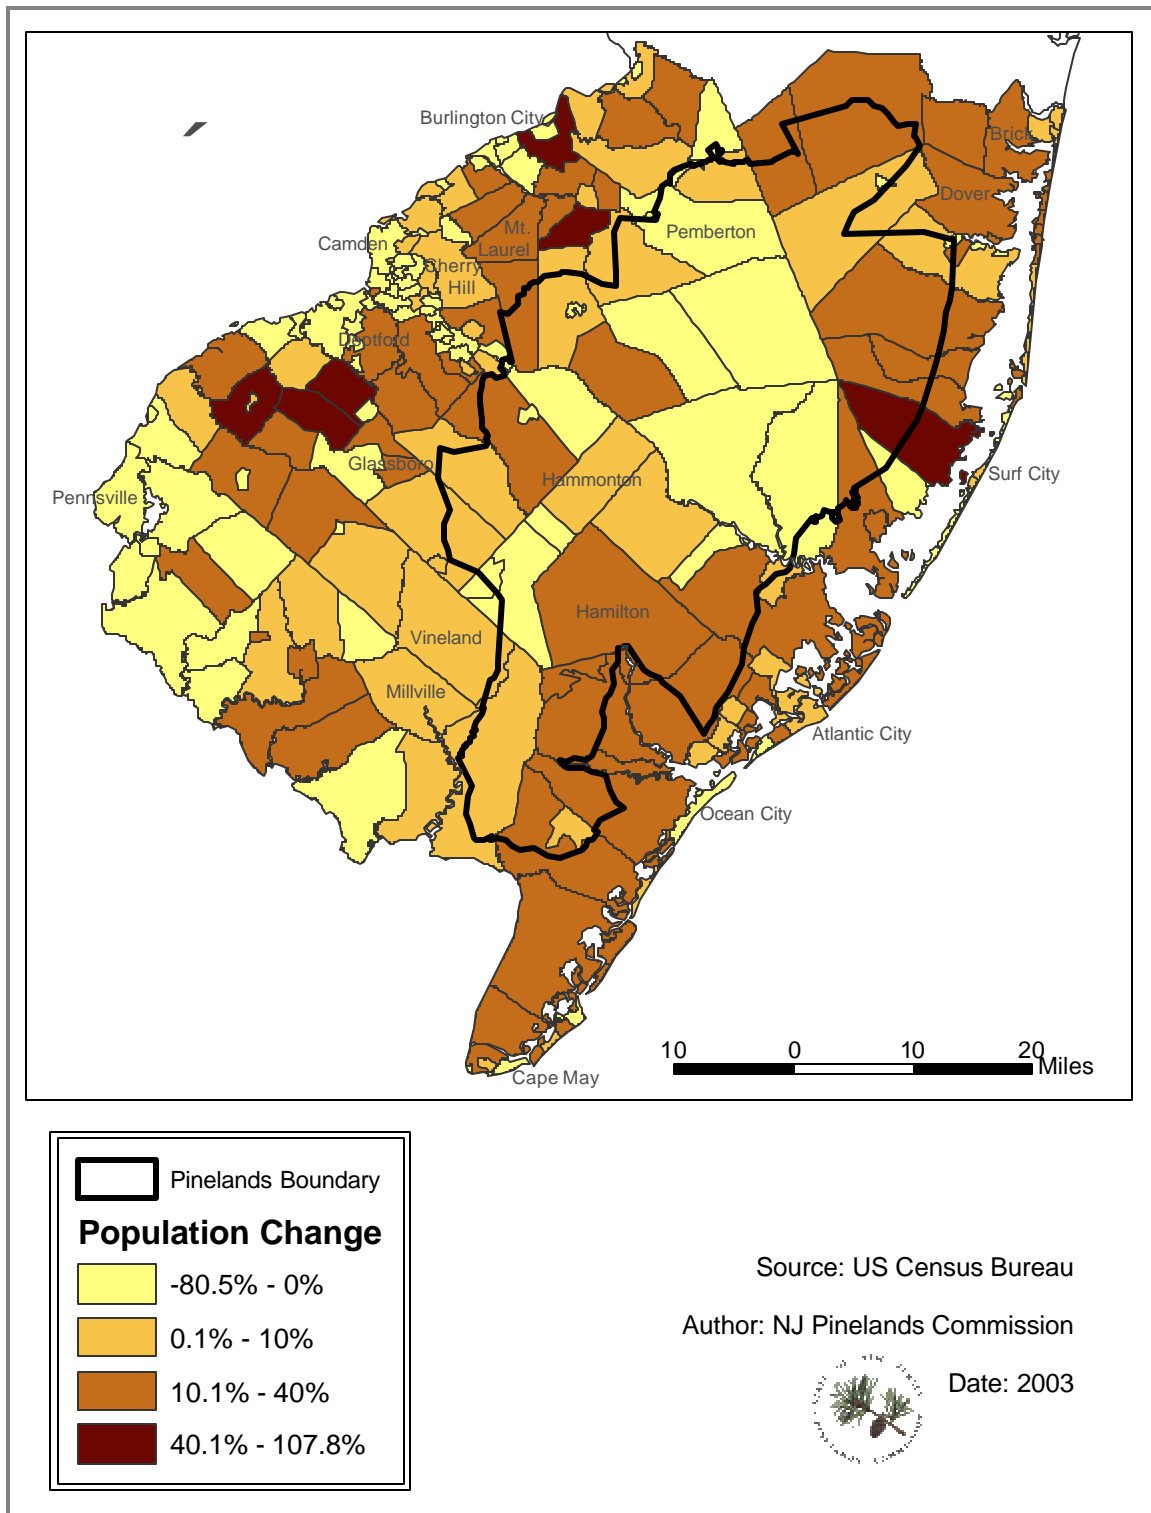 Burlington City
Brick
Dover
Mt.
Laurel
Pemberton
Camden
Cherry
Hill
Deptford
Glassboro
Hammonton
Surf City
Pennsville
Hamilton
Vineland
Millville
Atlantic City
Ocean City
Cape May
10 0 10 20
Miles
Pinelands Boundary
Population Change
-80.5% - 0%
0.1% - 10%
10.1% - 40%
40.1% - 107.8%
Source: US Census Bureau
Author: NJ Pinelands Commission
Date: 2003